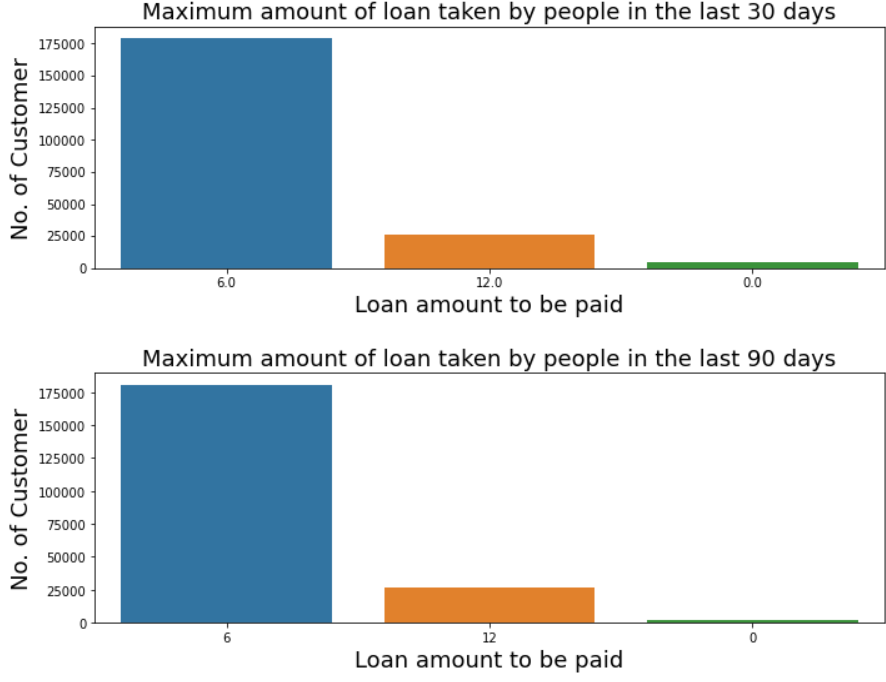 Maximum amount of loan taken by people in the last 30 days
No. of Customer
175000
150000
125000
100000
75000
50000
25000
0
6.0 12.0 0.0
Loan amount to be paid
Maximum amount of loan taken by people in the last 90 days
No. of Customer
175000
150000
125000
100000
75000
50000
25000
0
6 12 0
Loan amount to be paid